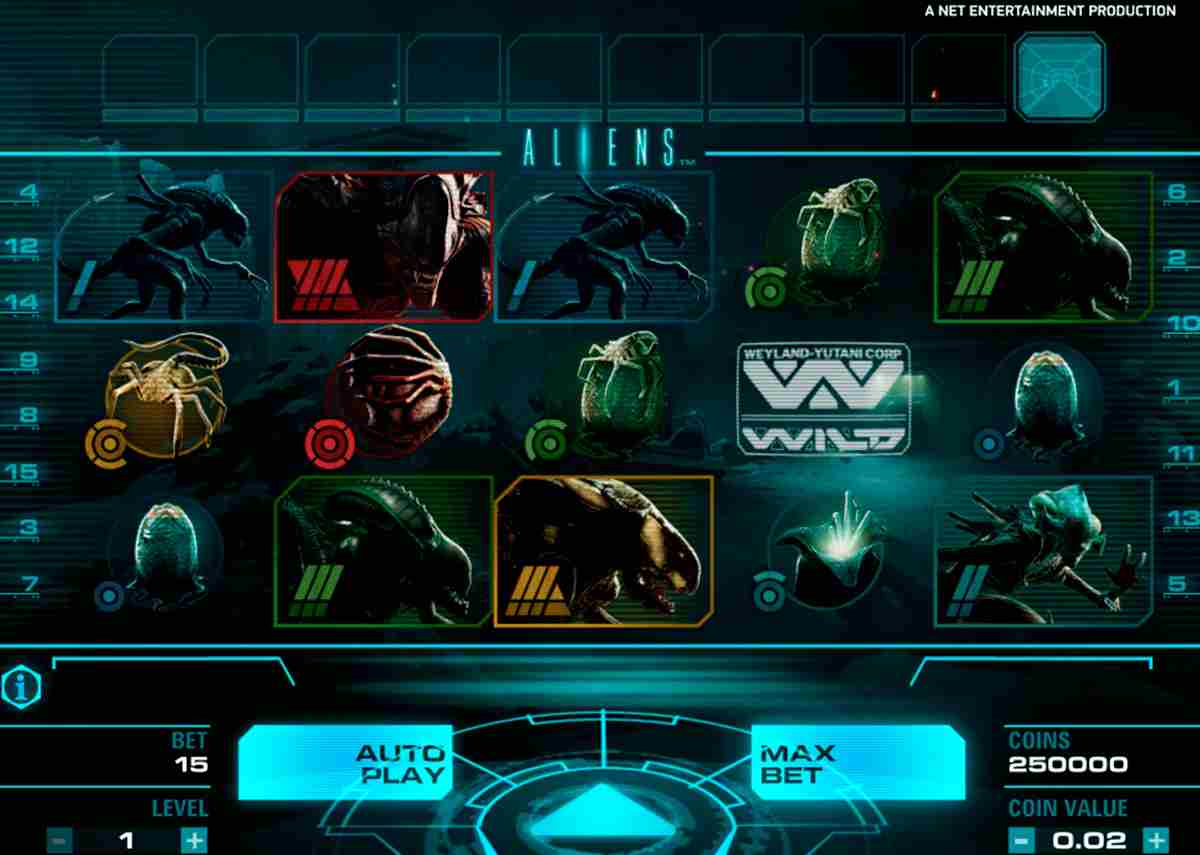 A NET ENTERTAINMENT PRODUCTION
ALIENS™
4
6
12
2
14
10
WEYLAND-YUTANI CORP
WILD
9
1
8
11
15
3
13
7
5
BET
15
AUTO
PLAY
MAX
BET
COINS
250000
LEVEL
- 1 +
COIN VALUE
- 0.02 +